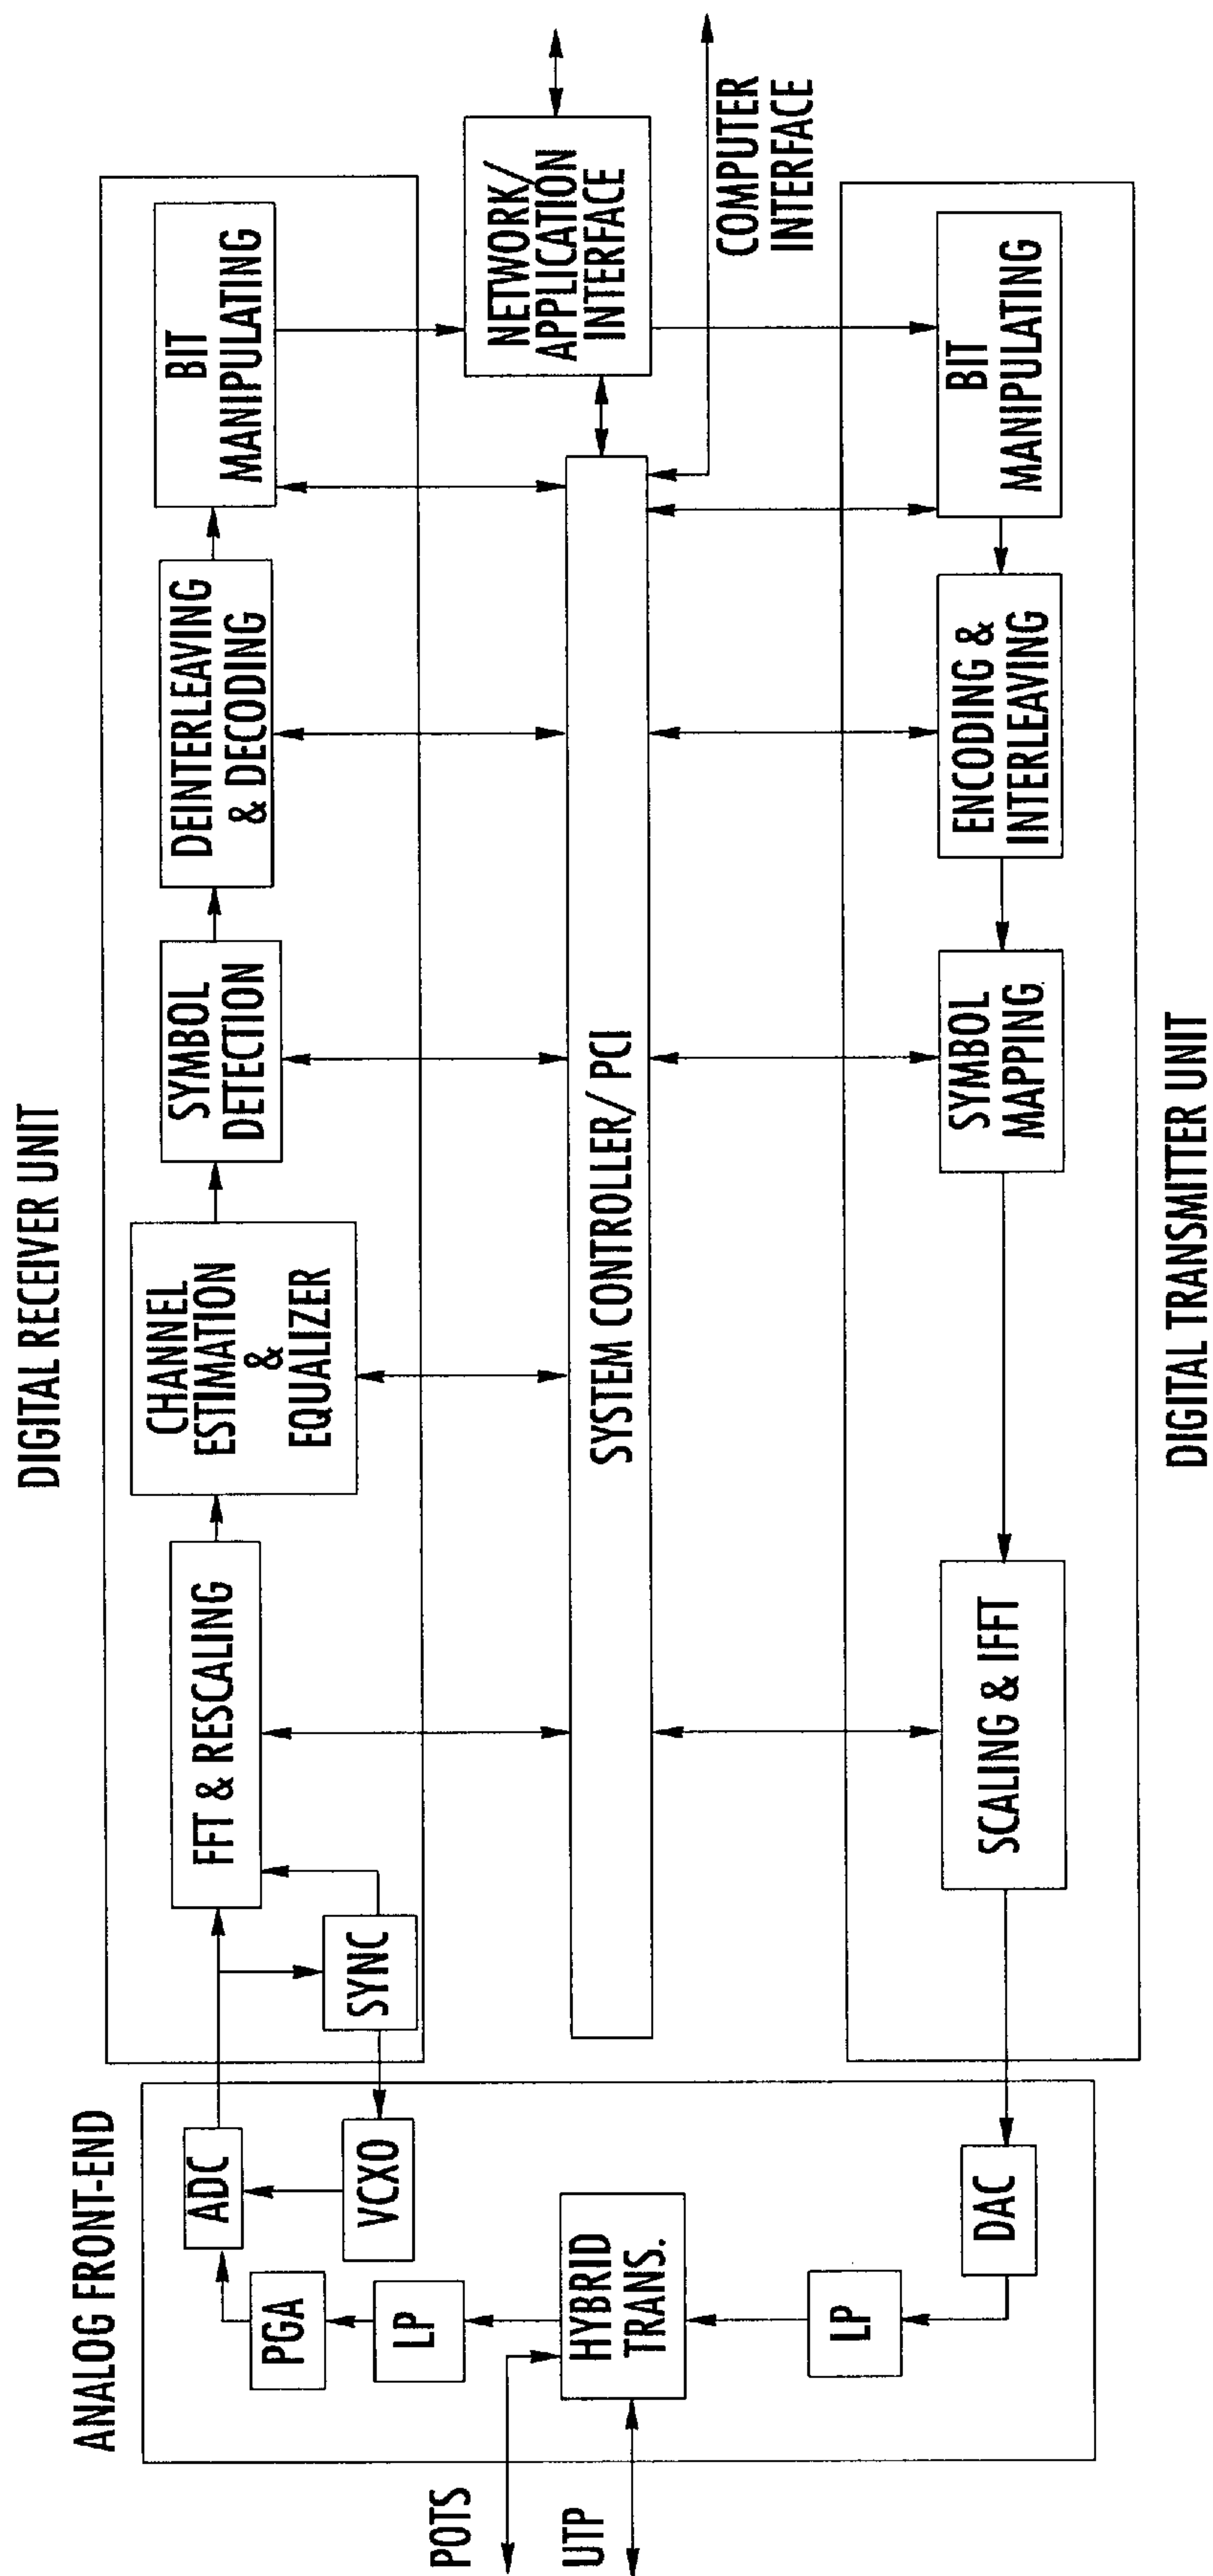 DIGITAL RECEIVER UNIT
ANALOG FRONT-END
POTS
UTP
PGA
LP
ADC
VCXO
HYBRID
TRANS.
LP
DAC
SYNC
FFT & RESCALING
CHANNEL
ESTIMATION
&
EQUALIZER
SYMBOL
DETECTION
DEINTERLEAVING
& DECODING
BIT
MANIPULATING
SYSTEM CONTROLLER/ PCI
NETWORK/
APPLICATION
INTERFACE
COMPUTER
INTERFACE
SCALING & IFFT
SYMBOL
MAPPING
ENCODING &
INTERLEAVING
BIT
MANIPULATING
DIGITAL TRANSMITTER UNIT